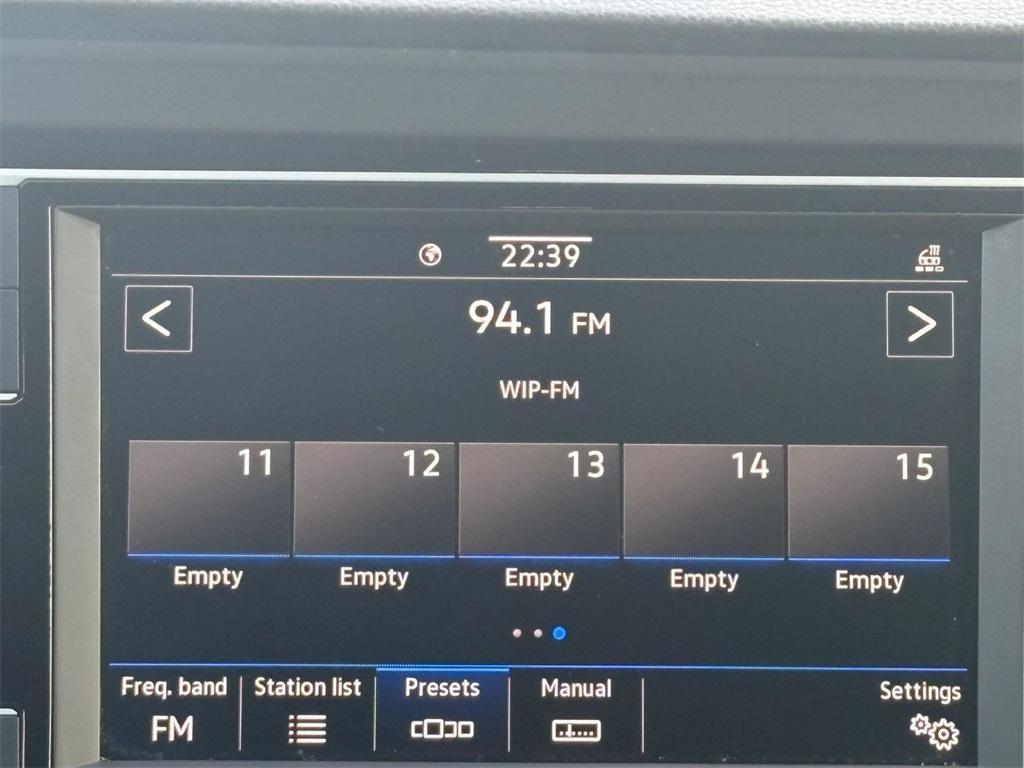 22:39
94.1 FM
WIP-FM
11 12 13 14 15
Empty Empty Empty Empty Empty
Freq. band Station list Presets Manual Settings
FM